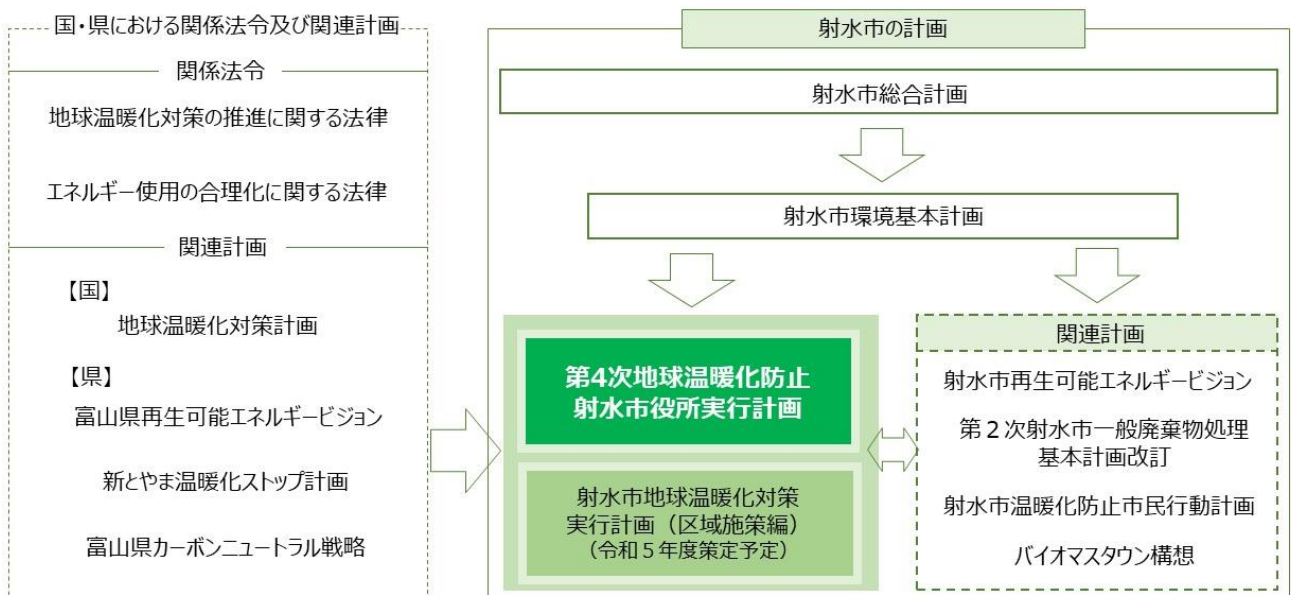 国・県における関係法令及び関連計画
関係法令
地球温暖化対策の推進に関する法律
エネルギー使用の合理化に関する法律
関連計画
【国】
地球温暖化対策計画
【県】
富山県再生可能エネルギービジョン
新とやま温暖化ストップ計画
富山県カーボンニュートラル戦略
射水市の計画
射水市総合計画
射水市環境基本計画
第4次地球温暖化防止
射水市役所実行計画
射水市地球温暖化対策
実行計画（区域施策編）
（令和５年度策定予定）
関連計画
射水市再生可能エネルギービジョン
第２次射水市一般廃棄物処理
基本計画改訂
射水市温暖化防止市民行動計画
バイオマスタウン構想